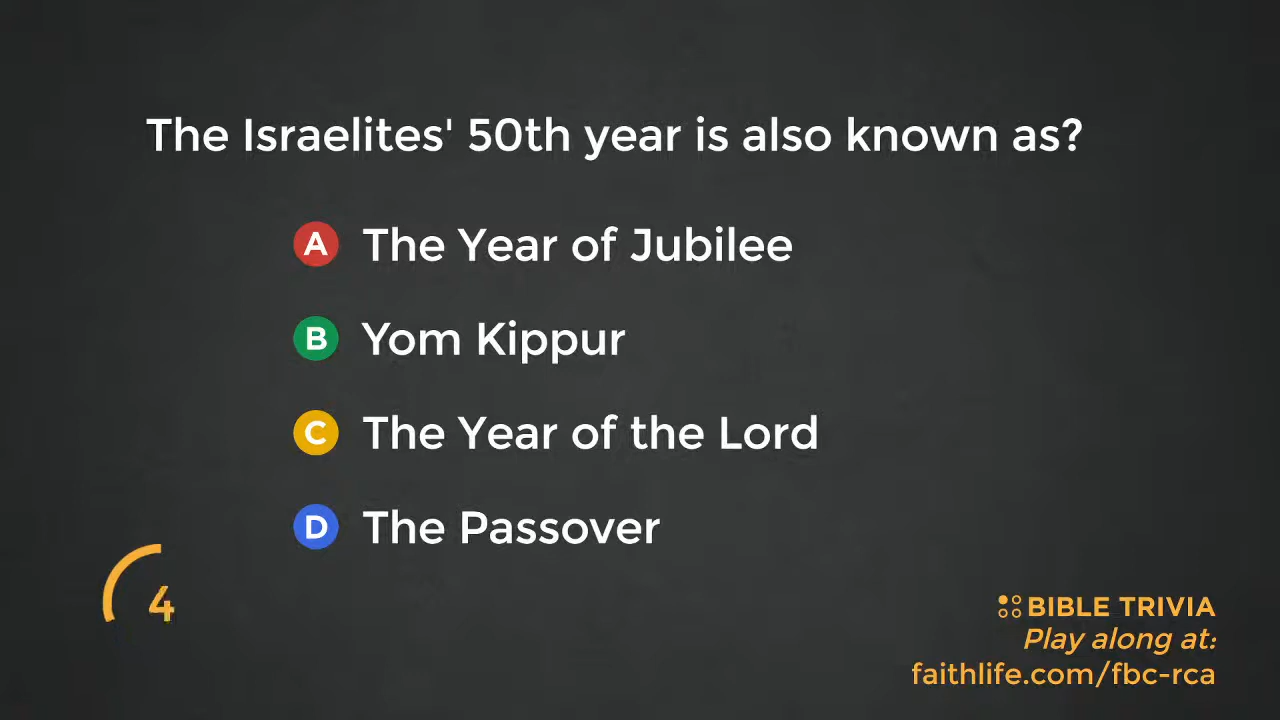 The Israelites' 50th year is also known as?
A The Year of Jubilee
B Yom Kippur
C The Year of the Lord
D The Passover
4
BIBLE TRIVIA
Play along at:
faithlife.com/fbc-rca